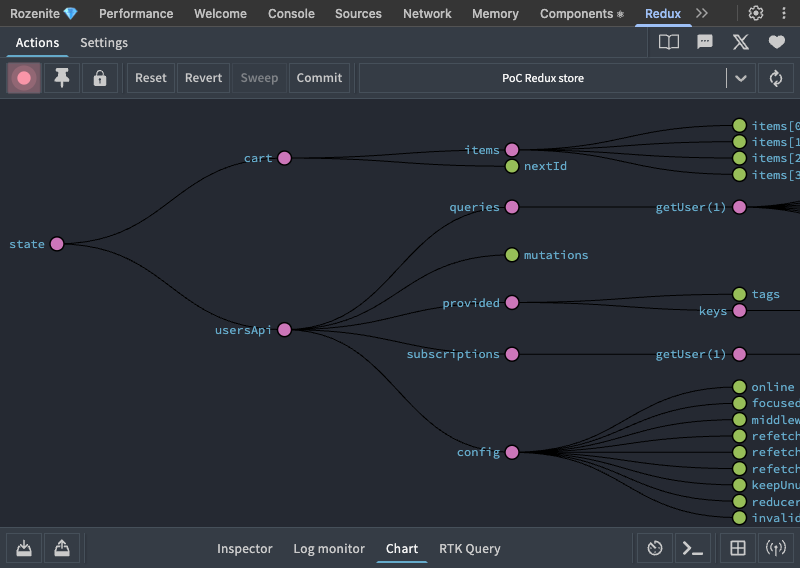 Rozenite 💎 Performance Welcome Console Sources Network Memory Components ⚛ Redux
Actions Settings
Reset Revert Sweep Commit PoC Redux store
state
cart
items
nextId
items[0
items[1
items[2
items[3
usersApi
queries
getUser(1)
mutations
provided
tags
keys
subscriptions
getUser(1)
config
online
focused
middlew
refetch
refetch
refetch
keepUnu
reducer
invalid
Inspector Log monitor Chart RTK Query